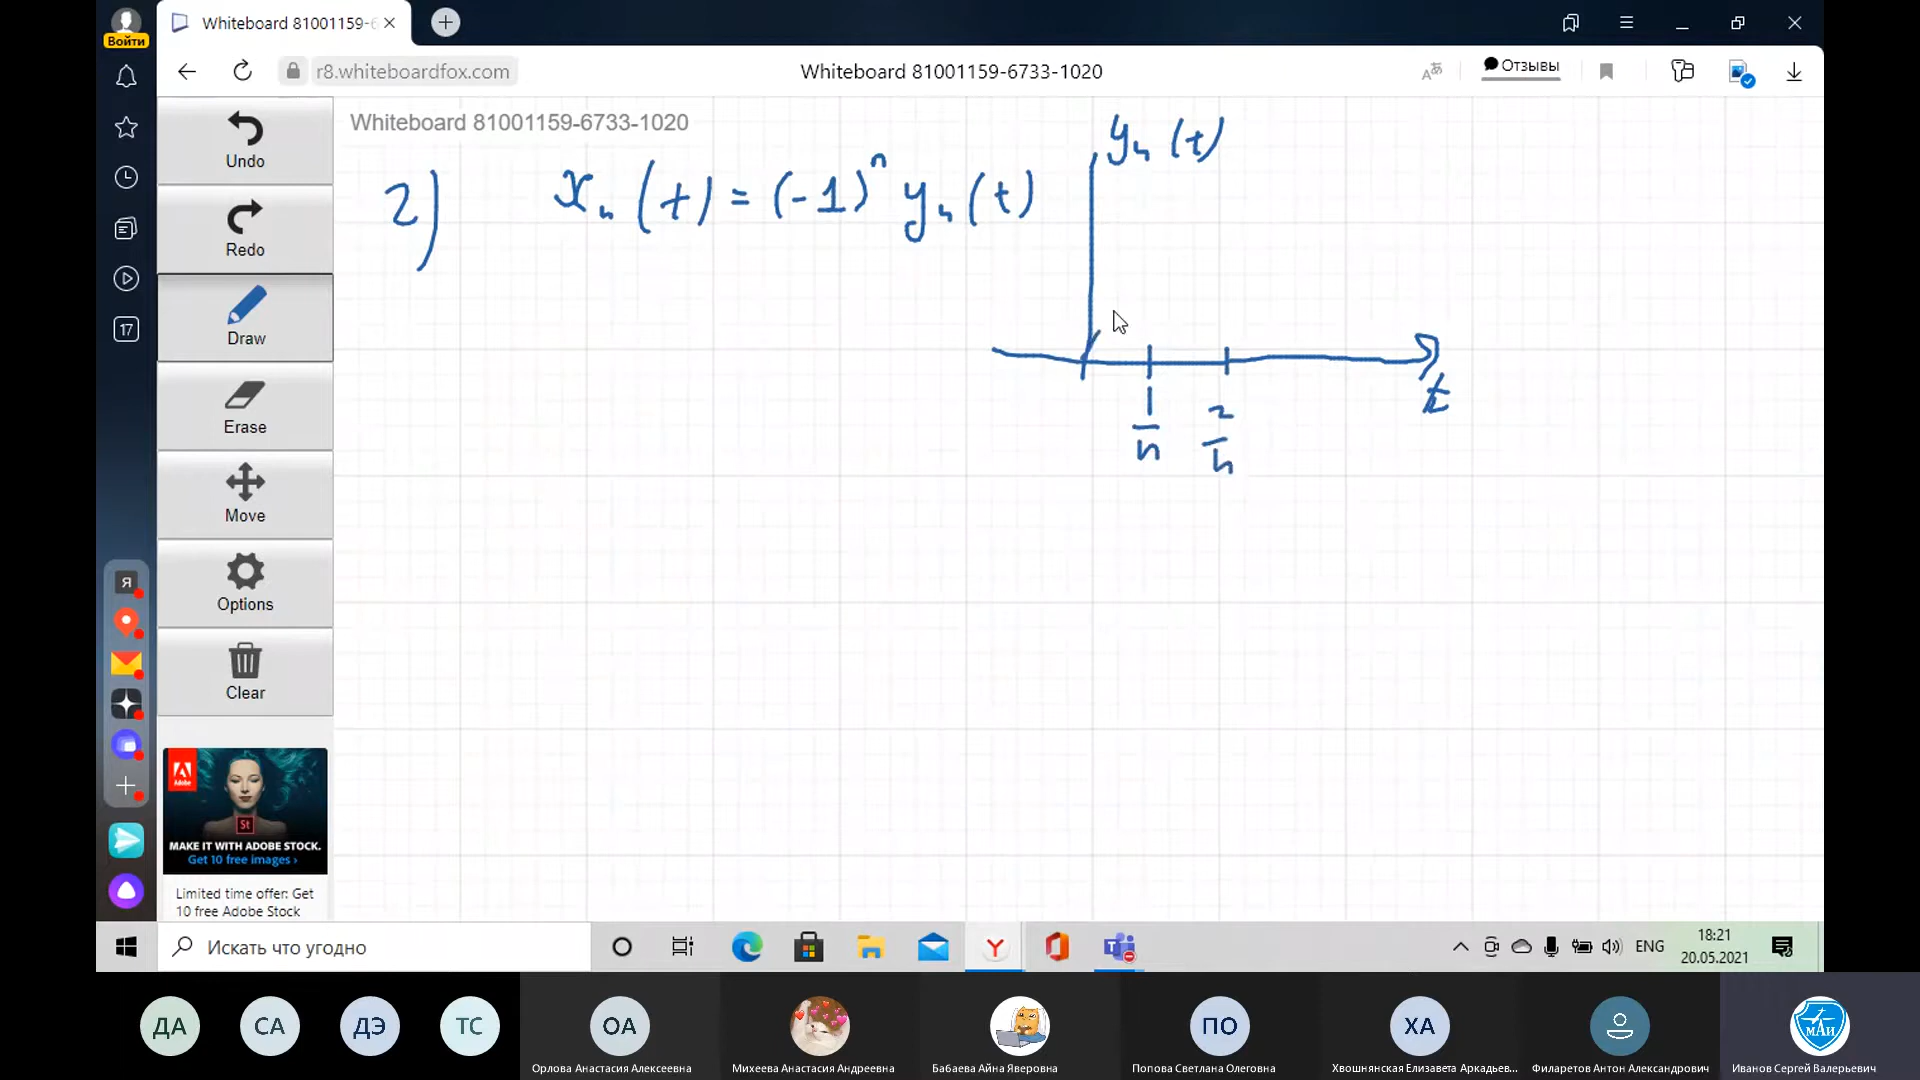 Войти
Whiteboard 81001159-6
r8.whiteboardfox.com
Whiteboard 81001159-6733-1020
Отзывы
Undo
Redo
Draw
Erase
Move
Options
Clear
17
Я
Whiteboard 81001159-6733-1020
2) xₙ(t) = (-1)ⁿ yₙ(t)
yₙ(t)
t
1/n
2/n
Adobe
St
MAKE IT WITH ADOBE STOCK.
Get 10 free images ›
Limited time offer: Get
10 free Adobe Stock
Искать что угодно
ENG
18:21
20.05.2021
ДА
СА
ДЭ
ТС
ОА
ПО
ХА
МАИ
Орлова Анастасия Алексеевна
Михеева Анастасия Андреевна
Бабаева Айна Яверовна
Попова Светлана Олеговна
Хвошнянская Елизавета Аркадьев...
Филаретов Антон Александрович
Иванов Сергей Валерьевич